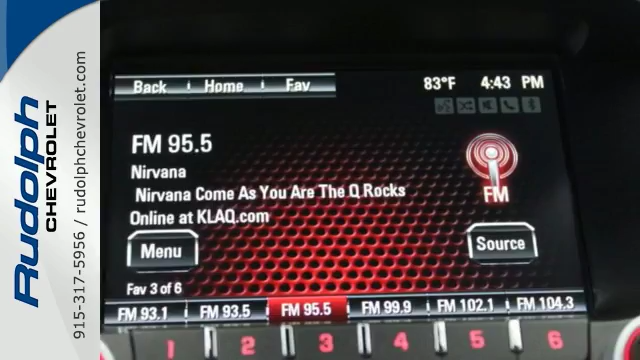 Rudolph
CHEVROLET
915-317-5956 / rudolphchevrolet.com
Back Home Fav
83°F 4:43 PM
FM 95.5
Nirvana
Nirvana Come As You Are The Q Rocks
Online at KLAQ.com
FM
Menu
Source
Fav 3 of 6
FM 93.1 FM 93.5 FM 95.5 FM 99.9 FM 102.1 FM 104.3
1 2 3 4 5 6